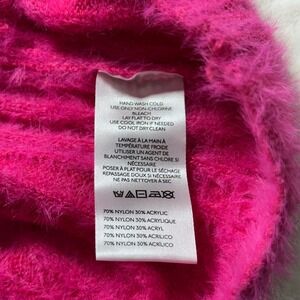 HAND WASH COLD
USE ONLY NON-CHLORINE
BLEACH
LAY FLAT TO DRY
USE COOL IRON IF NEEDED
DO NOT DRY CLEAN
LAVAGE À LA MAIN À
TEMPÉRATURE FROIDE
UTILISER UN AGENT DE
BLANCHIMENT SANS CHLORE SI
NÉCESSAIRE
POSER À PLAT POUR LE SÉCHAGE
REPASSAGE DOUX SI NÉCESSAIRE
NE PAS NETTOYER À SEC
70% NYLON 30% ACRYLIC
70% NYLON 30% ACRYLIQUE
70% NYLON 30% ACRYL
70% NYLON 30% ACRÍLICO
70% NYLON 30% ACRILICO